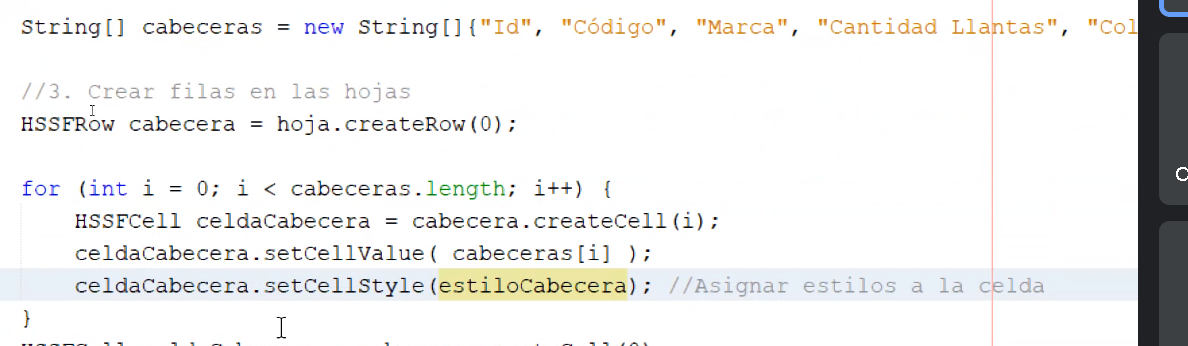 String[] cabeceras = new String[]{"Id", "Código", "Marca", "Cantidad Llantas", "Col
//3. Crear filas en las hojas
HSSFRow cabecera = hoja.createRow(0);
for (int i = 0; i < cabeceras.length; i++) {
HSSFCell celdaCabecera = cabecera.createCell(i);
celdaCabecera.setCellValue( cabeceras[i] );
celdaCabecera.setCellStyle(estiloCabecera); //Asignar estilos a la celda
}